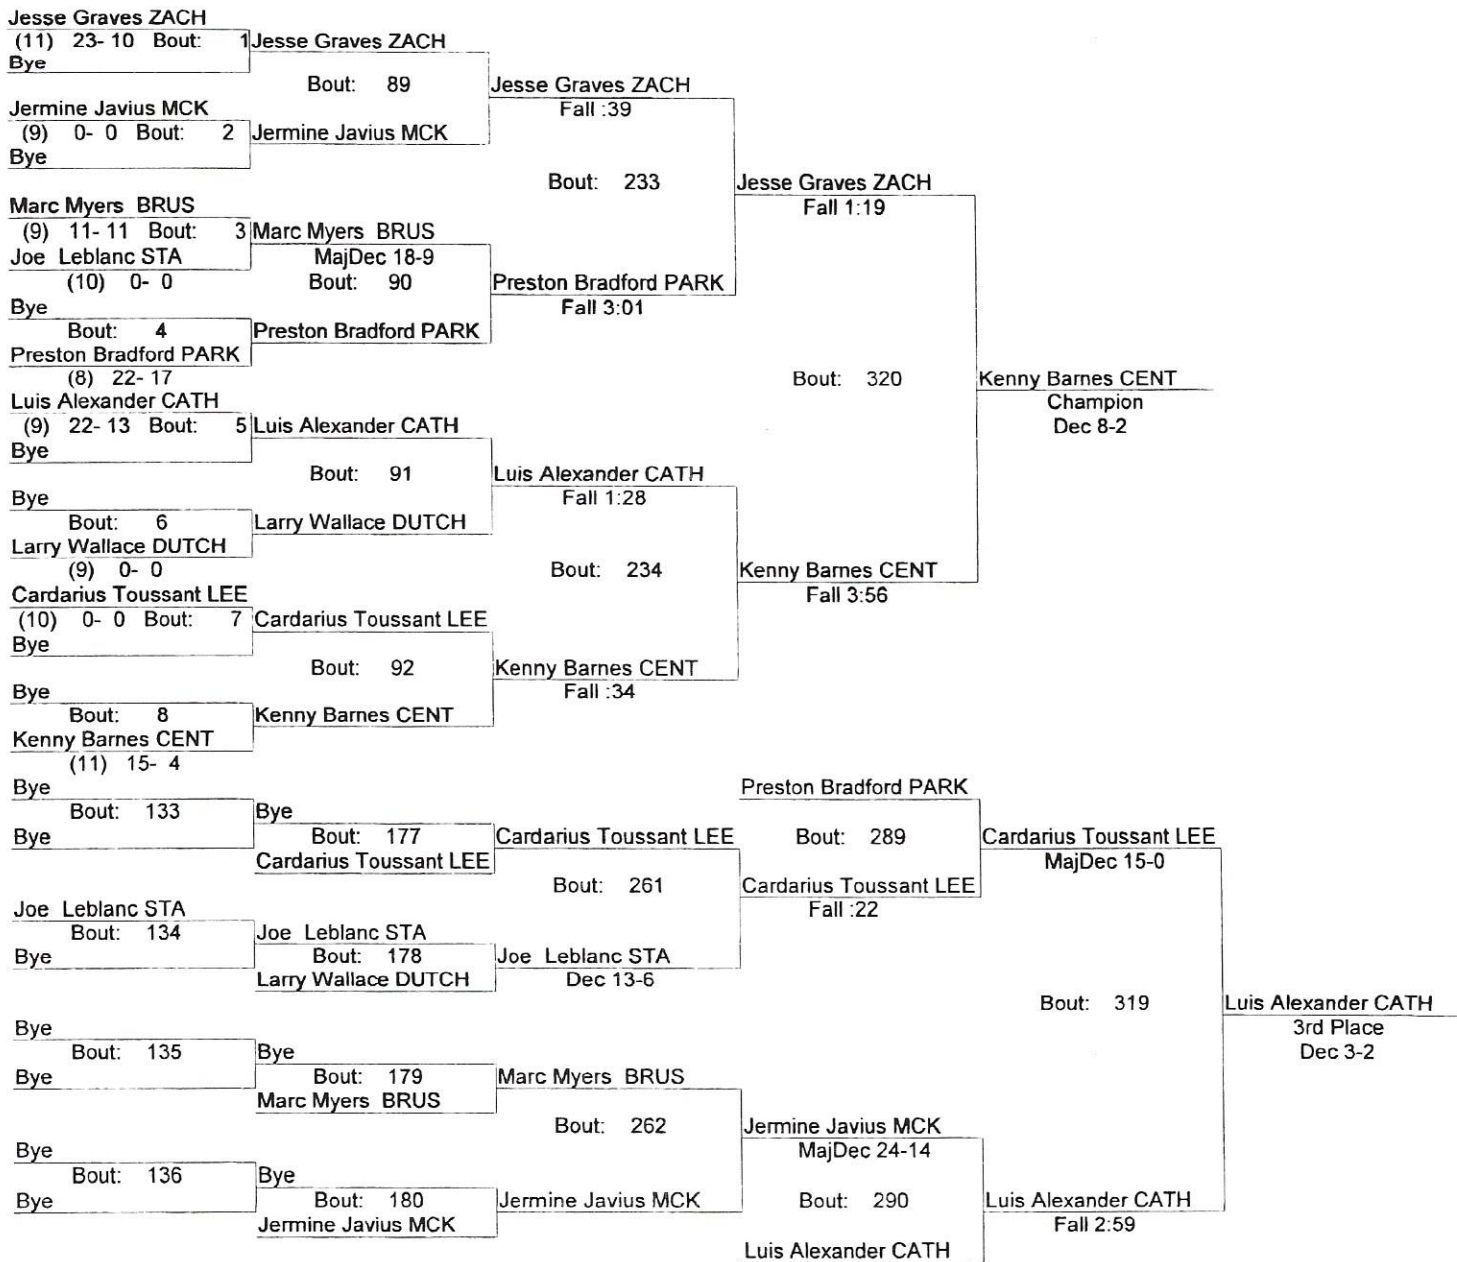 Jesse Graves ZACH
(11) 23- 10 Bout: 1 Jesse Graves ZACH
Bye
Bout: 89 Jesse Graves ZACH
Jermine Javius MCK Fall :39
(9) 0- 0 Bout: 2 Jermine Javius MCK
Bye
Bout: 233 Jesse Graves ZACH
Marc Myers BRUS Fall 1:19
(9) 11- 11 Bout: 3 Marc Myers BRUS
Joe Leblanc STA MajDec 18-9
(10) 0- 0 Bout: 90 Preston Bradford PARK
Bye Fall 3:01
Bout: 4 Preston Bradford PARK
Preston Bradford PARK
(8) 22- 17 Bout: 320 Kenny Barnes CENT
Luis Alexander CATH Champion
(9) 22- 13 Bout: 5 Luis Alexander CATH Dec 8-2
Bye
Bout: 91 Luis Alexander CATH
Bye Fall 1:28
Bout: 6 Larry Wallace DUTCH
Larry Wallace DUTCH
(9) 0- 0 Bout: 234 Kenny Barnes CENT
Cardarius Toussant LEE Fall 3:56
(10) 0- 0 Bout: 7 Cardarius Toussant LEE
Bye
Bout: 92 Kenny Barnes CENT
Bye Fall :34
Bout: 8 Kenny Barnes CENT
Kenny Barnes CENT
(11) 15- 4
Bye Preston Bradford PARK
Bout: 133 Bye
Bye Bout: 177 Cardarius Toussant LEE Bout: 289 Cardarius Toussant LEE
Cardarius Toussant LEE MajDec 15-0
Bout: 261 Cardarius Toussant LEE
Joe Leblanc STA Fall :22
Bout: 134 Joe Leblanc STA
Bye Bout: 178 Joe Leblanc STA
Larry Wallace DUTCH Dec 13-6
Bout: 319 Luis Alexander CATH
Bye 3rd Place
Bout: 135 Bye Dec 3-2
Bye Bout: 179 Marc Myers BRUS
Marc Myers BRUS
Bout: 262 Jermine Javius MCK
Bye MajDec 24-14
Bout: 136 Bye
Bye Bout: 180 Jermine Javius MCK Bout: 290 Luis Alexander CATH
Jermine Javius MCK Fall 2:59
Luis Alexander CATH